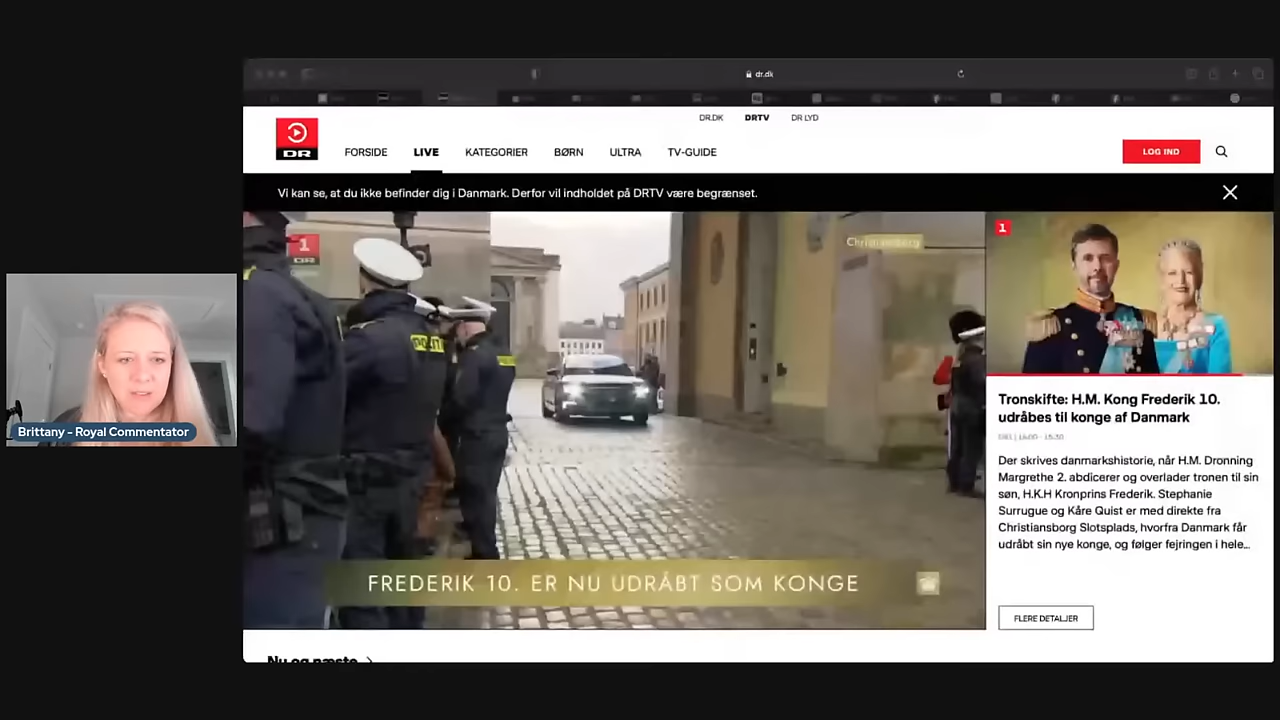 dr.dk
DR.DK DRTV DR LYD
DR
FORSIDE LIVE KATEGORIER BØRN ULTRA TV-GUIDE
LOG IND
Vi kan se, at du ikke befinder dig i Danmark. Derfor vil indholdet på DRTV være begrænset.
1
DR
Christiansborg
POLITI
FREDERIK 10. ER NU UDRÅBT SOM KONGE
1
Tronskifte: H.M. Kong Frederik 10.
udråbes til konge af Danmark
Der skrives danmarkshistorie, når H.M. Dronning
Margrethe 2. abdicerer og overlader tronen til sin
søn, H.K.H Kronprins Frederik. Stephanie
Surrugue og Kåre Quist er med direkte fra
Christiansborg Slotsplads, hvorfra Danmark får
udråbt sin nye konge, og følger fejringen i hele...
FLERE DETALJER
Brittany - Royal Commentator
Nu og næste